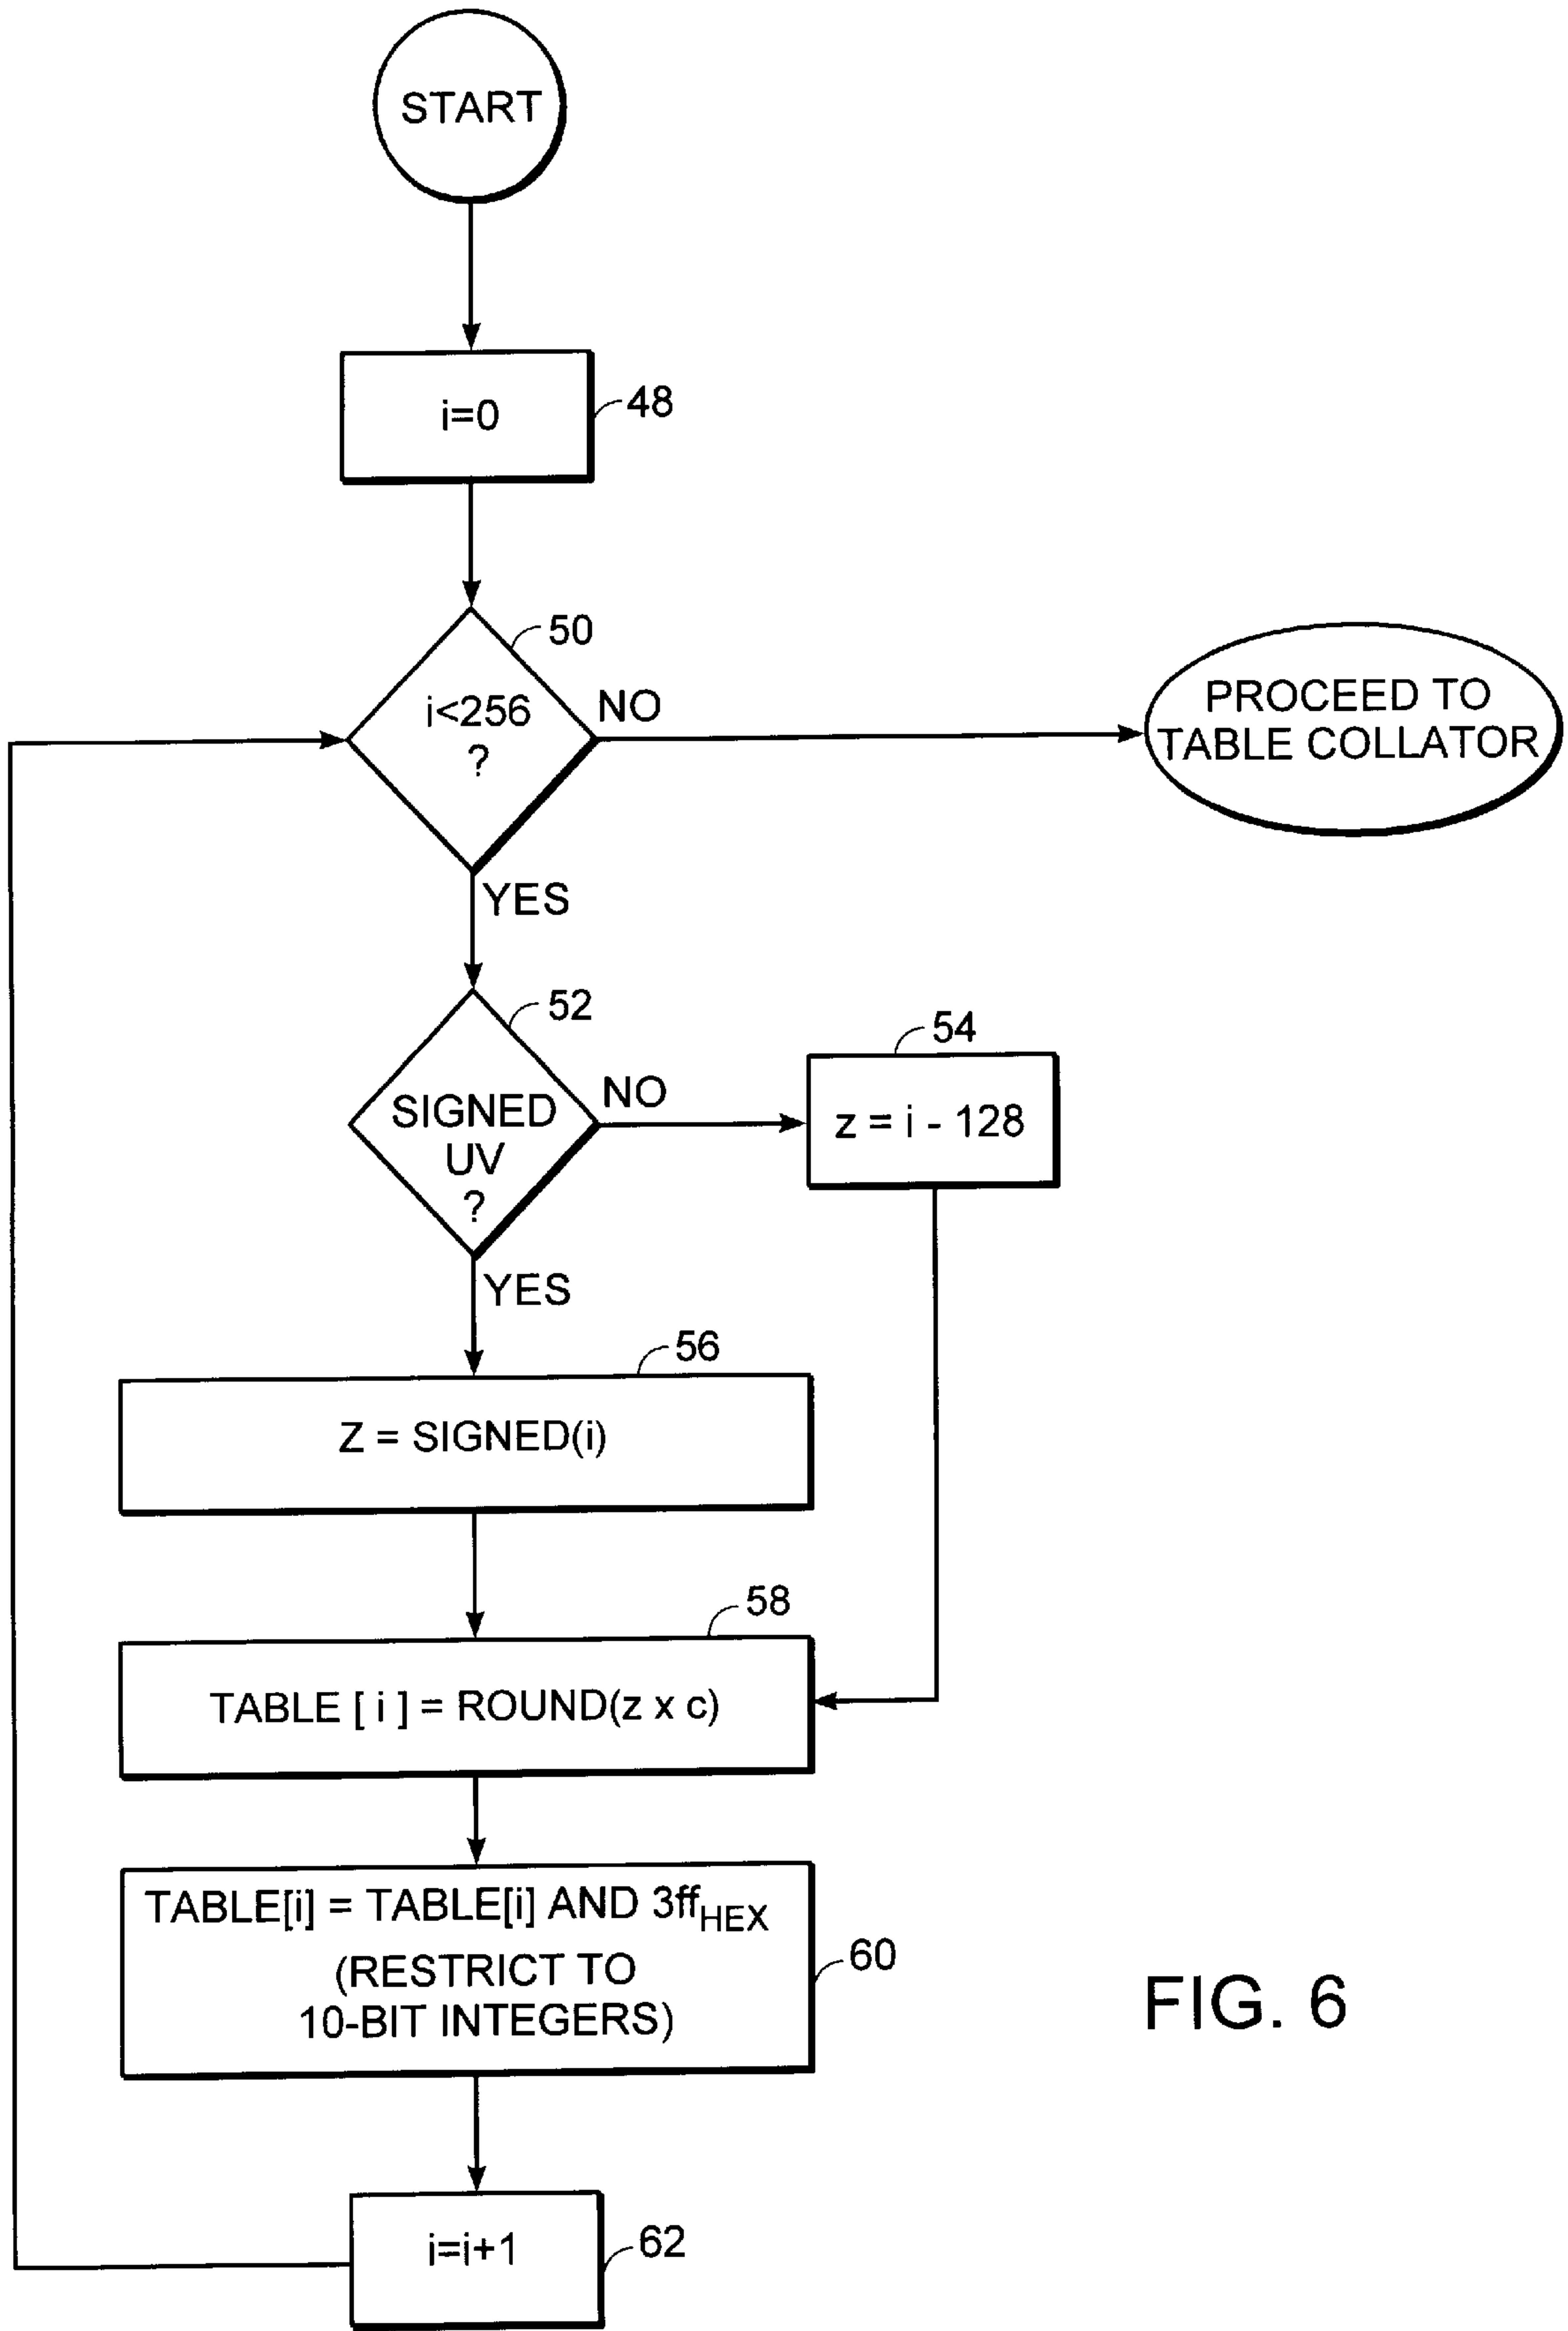 START
i=0
48
50
i<256
?
NO
PROCEED TO
TABLE COLLATOR
YES
52
SIGNED
UV
?
NO
54
z = i - 128
YES
56
Z = SIGNED(i)
58
TABLE [ i ] = ROUND(z x c)
TABLE[i] = TABLE[i] AND 3ffHEX
(RESTRICT TO
10-BIT INTEGERS)
60
FIG. 6
i=i+1
62